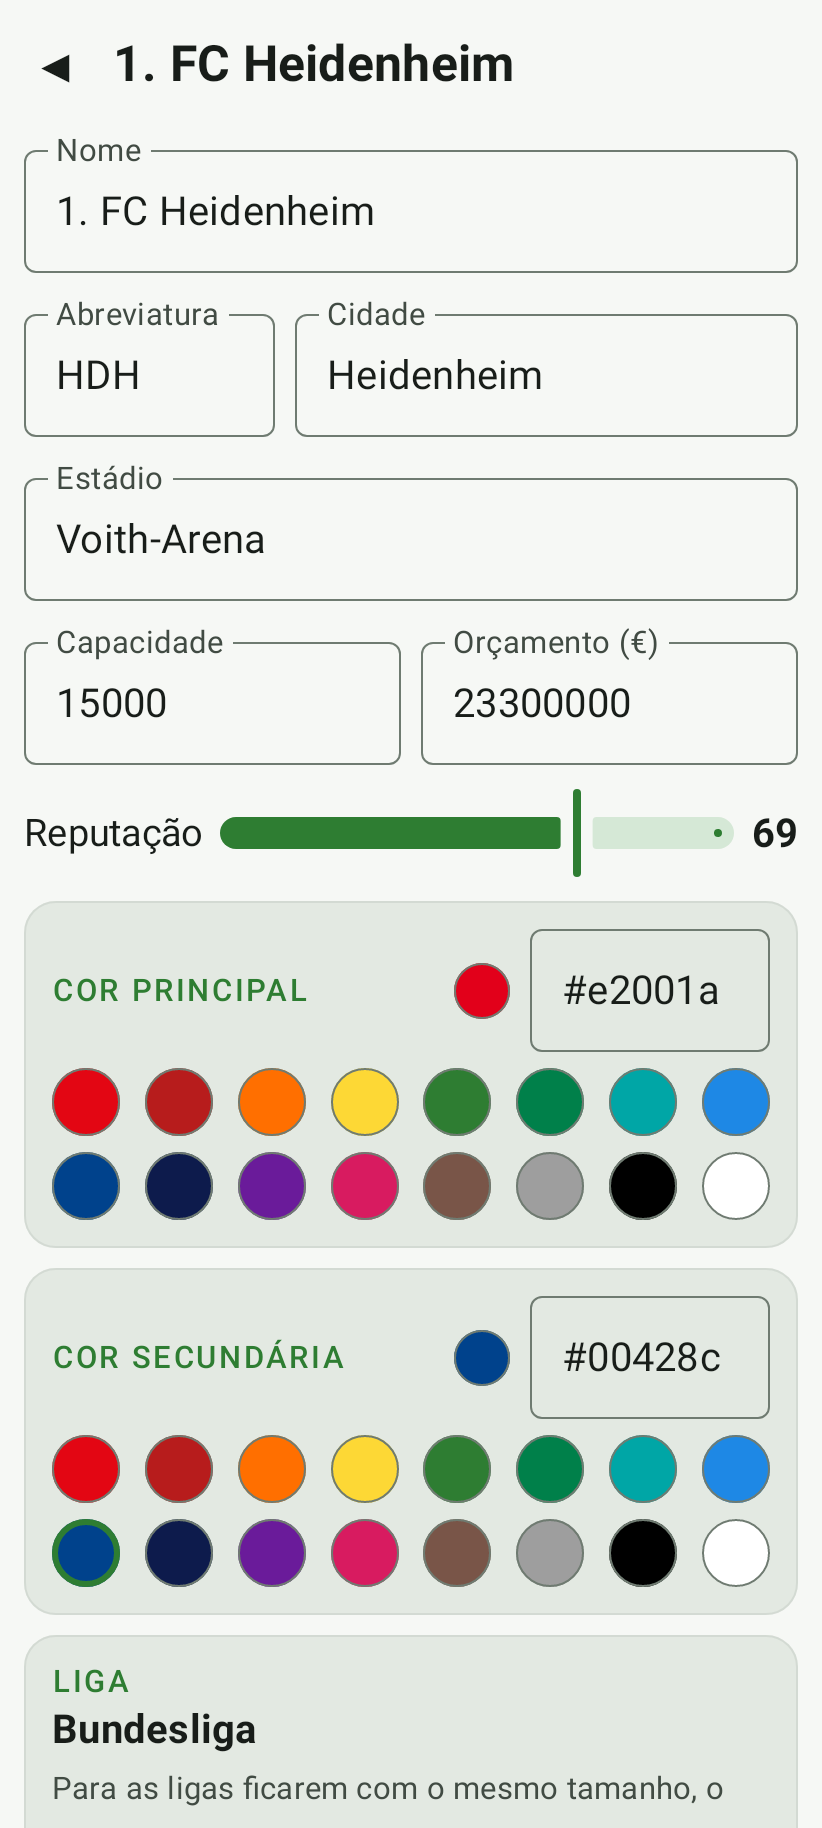 1. FC Heidenheim
Nome
1. FC Heidenheim
Abreviatura
HDH
Cidade
Heidenheim
Estádio
Voith-Arena
Capacidade
15000
Orçamento (€)
23300000
Reputação
69
COR PRINCIPAL
#e2001a
COR SECUNDÁRIA
#00428c
LIGA
Bundesliga
Para as ligas ficarem com o mesmo tamanho, o